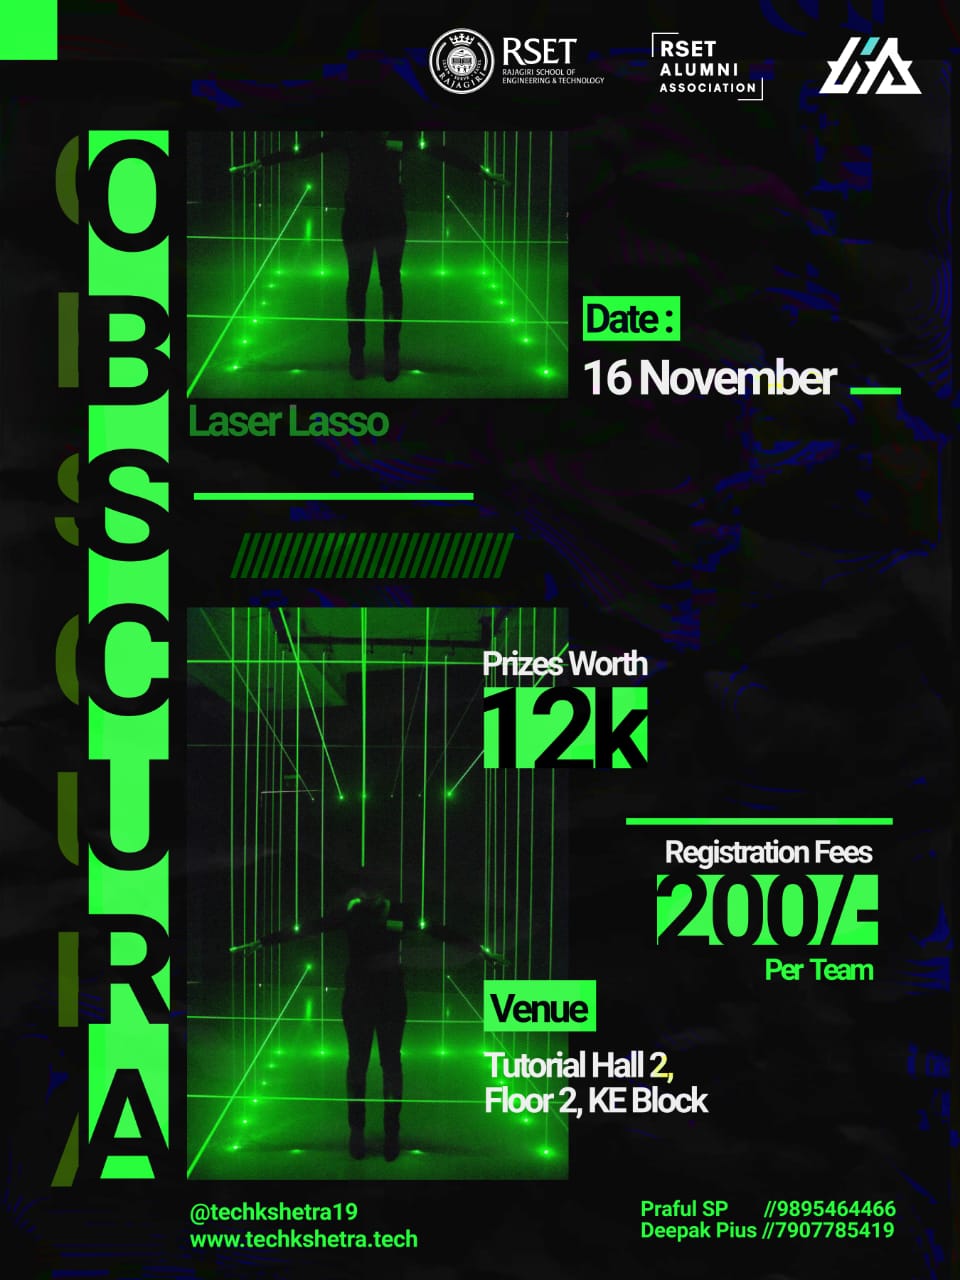 RSET
RAJAGIRI SCHOOL OF
ENGINEERING & TECHNOLOGY
RAJAGIRI
RSET
ALUMNI
ASSOCIATION
OBSCURA
Laser Lasso
Date :
16 November
Prizes Worth
12k
Registration Fees
200/-
Per Team
Venue
Tutorial Hall 2,
Floor 2, KE Block
@techkshetra19
www.techkshetra.tech
Praful SP //9895464466
Deepak Pius //7907785419